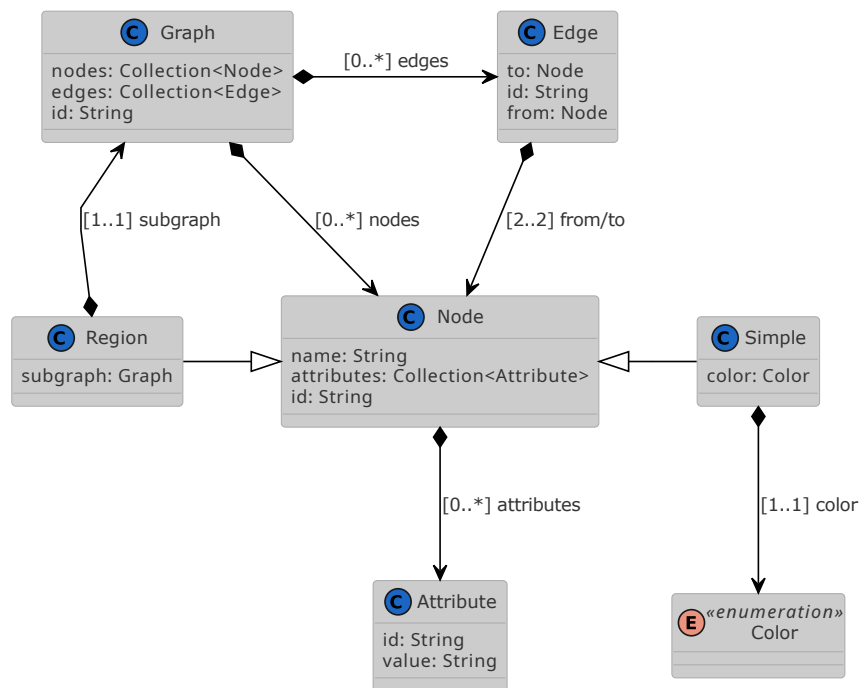 C Graph
nodes: Collection<Node>
edges: Collection<Edge>
id: String
[0..*] edges
C Edge
to: Node
id: String
from: Node
[1..1] subgraph
[0..*] nodes
[2..2] from/to
C Region
subgraph: Graph
C Node
name: String
attributes: Collection<Attribute>
id: String
C Simple
color: Color
[0..*] attributes
[1..1] color
C Attribute
id: String
value: String
E «enumeration»
Color